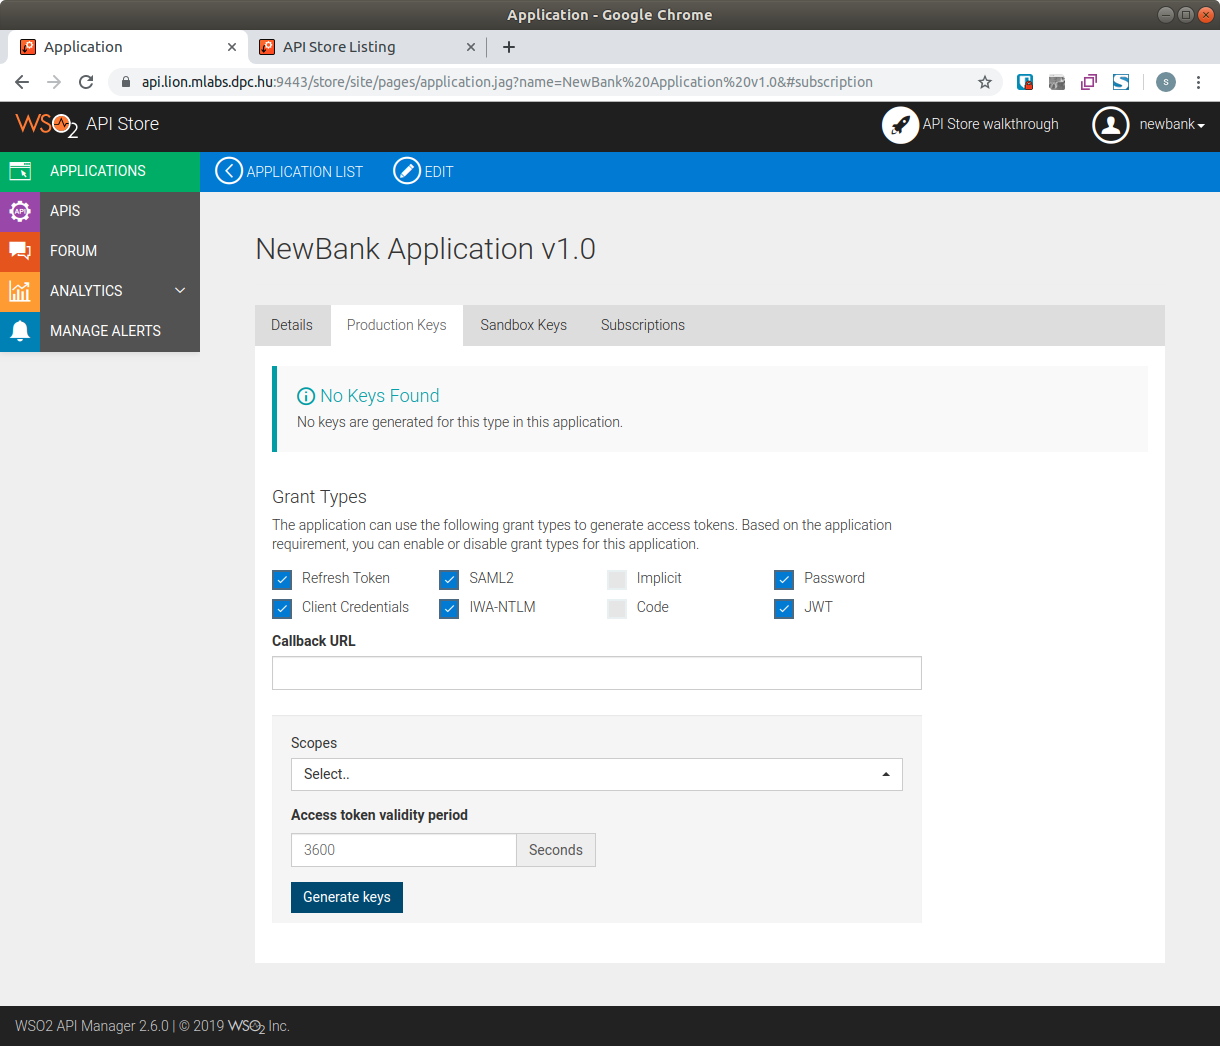 Application - Google Chrome
Application
API Store Listing
api.lion.mlabs.dpc.hu:9443/store/site/pages/application.jag?name=NewBank%20Application%20v1.0&#subscription
S
WSO2 API Store
API Store walkthrough
newbank
APPLICATIONS
APPLICATION LIST
EDIT
API
APIS
FORUM
ANALYTICS
MANAGE ALERTS
NewBank Application v1.0
Details
Production Keys
Sandbox Keys
Subscriptions
No Keys Found
No keys are generated for this type in this application.
Grant Types
The application can use the following grant types to generate access tokens. Based on the application
requirement, you can enable or disable grant types for this application.
Refresh Token
SAML2
Implicit
Password
Client Credentials
IWA-NTLM
Code
JWT
Callback URL
Scopes
Select..
Access token validity period
3600
Seconds
Generate keys
WSO2 API Manager 2.6.0 | © 2019 WSO2 Inc.